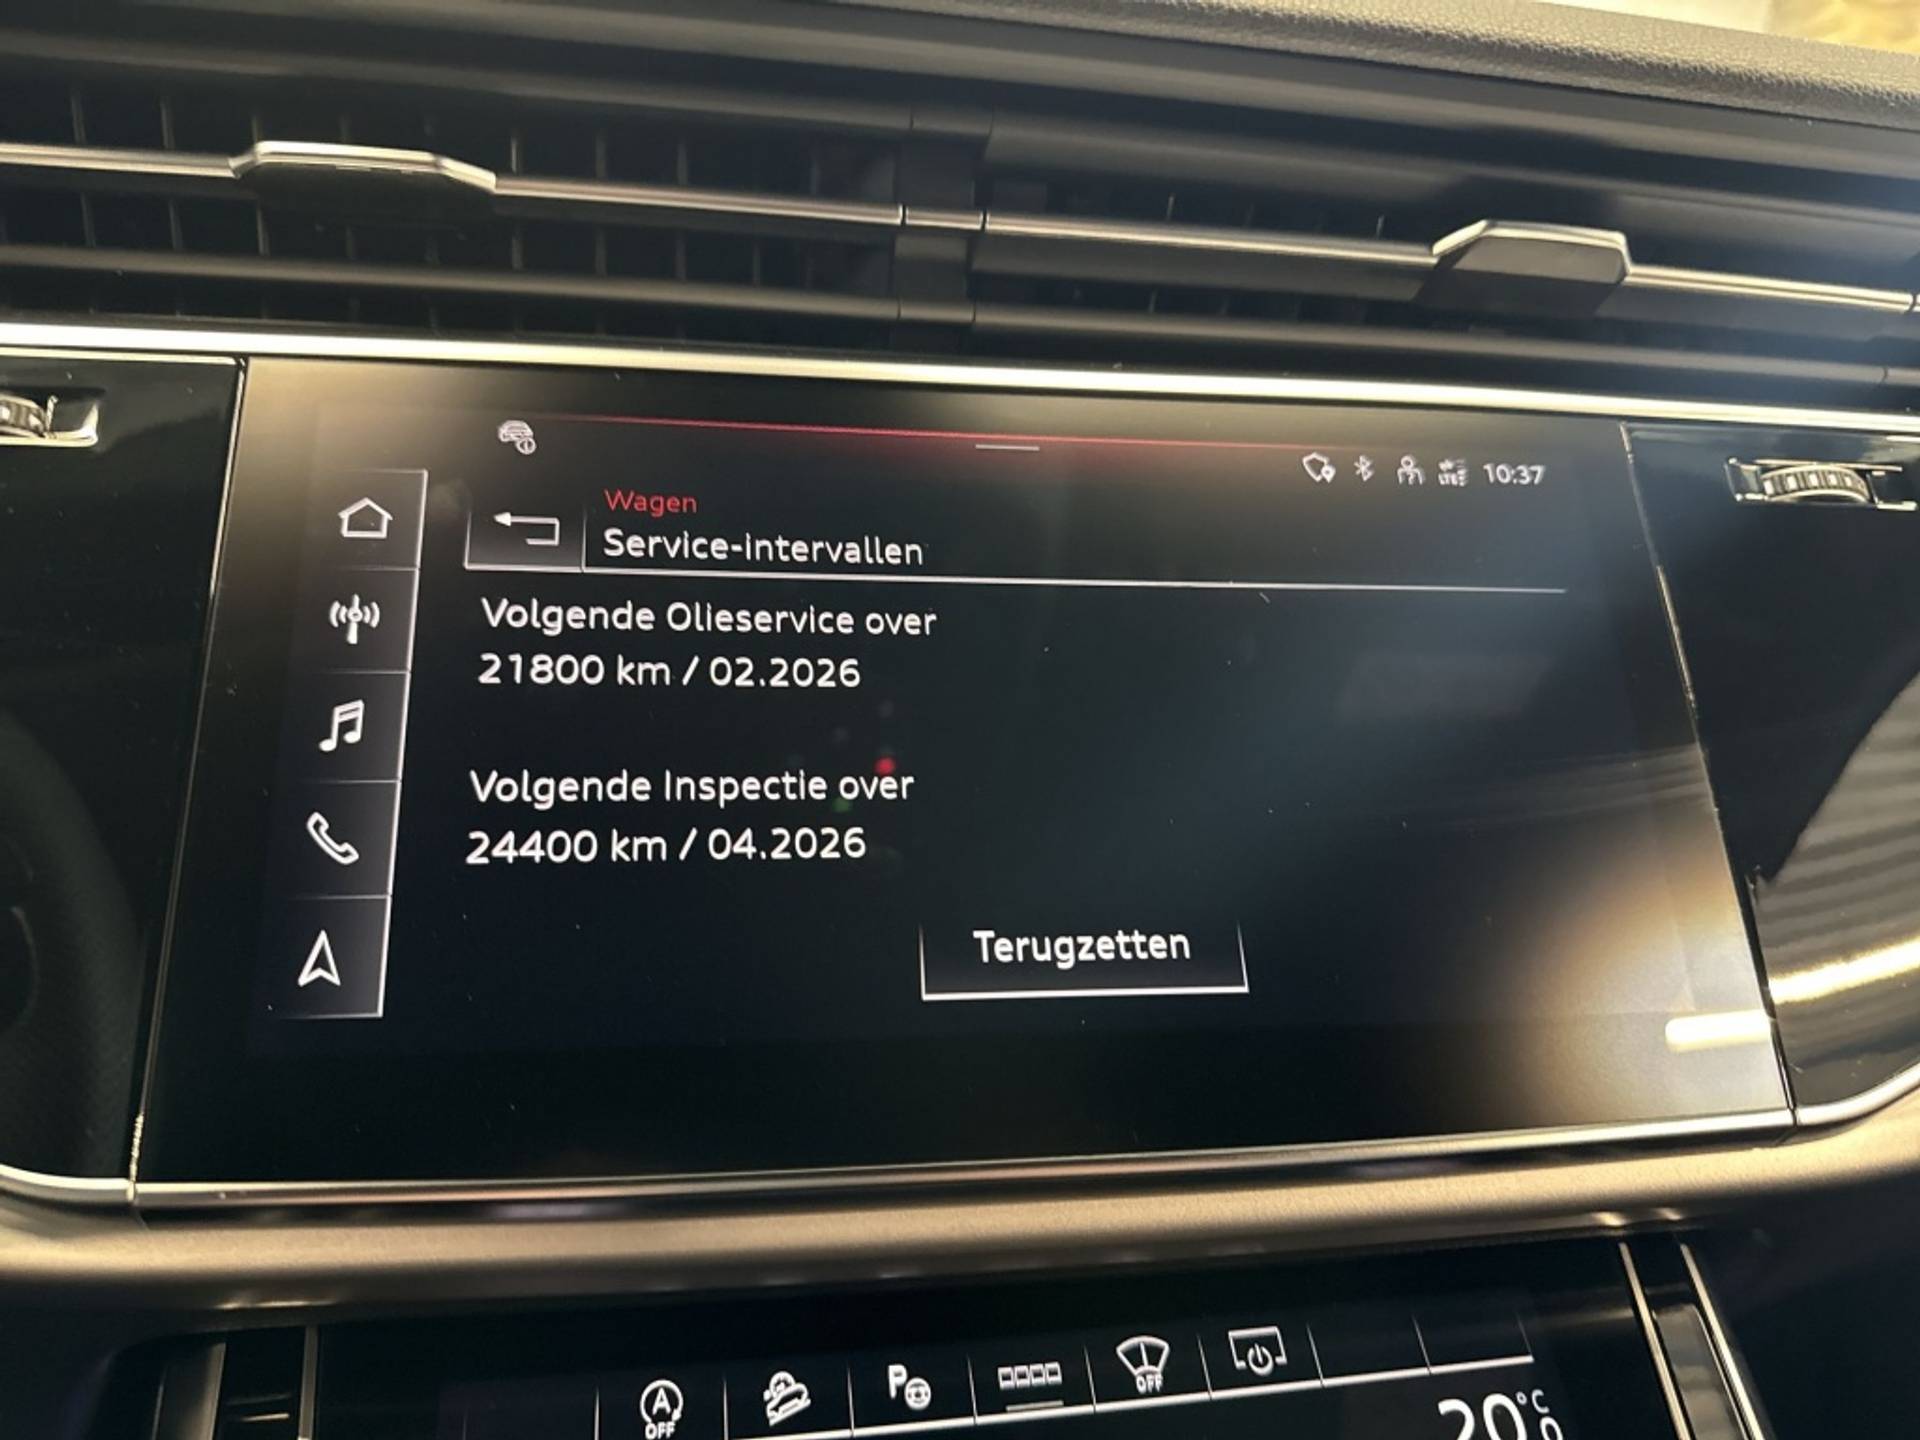 10:37
Wagen
Service-intervallen
Volgende Olieservice over
21800 km / 02.2026
Volgende Inspectie over
24400 km / 04.2026
Terugzetten
A
OFF
P
OFF
20°C